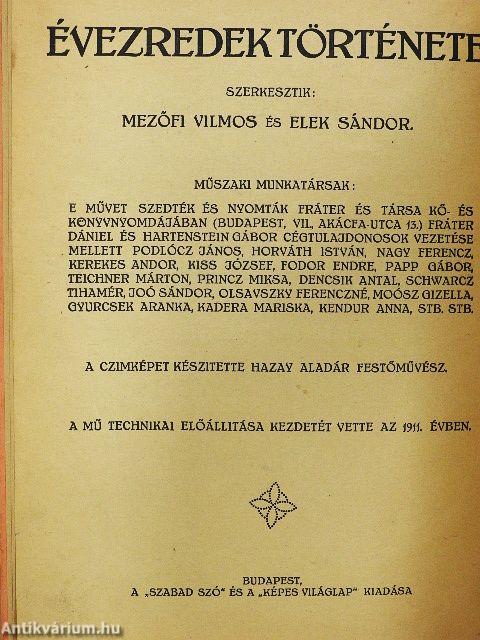 ÉVEZREDEK TÖRTÉNETE
SZERKESZTIK:
MEZŐFI VILMOS ÉS ELEK SÁNDOR.
MŰSZAKI MUNKATÁRSAK:
E MŰVET SZEDTÉK ÉS NYOMTÁK FRÁTER ÉS TÁRSA KŐ- ÉS
KÖNYVNYOMDÁJÁBAN (BUDAPEST, VII, AKÁCFA-UTCA 13.) FRÁTER
DÁNIEL ÉS HARTENSTEIN GÁBOR CÉGTULAJDONOSOK VEZETÉSE
MELLETT PODLÓCZ JÁNOS, HORVÁTH ISTVÁN, NAGY FERENCZ,
KEREKES ANDOR, KISS JÓZSEF, FODOR ENDRE, PAPP GÁBOR,
TEICHNER MÁRTON, PRINCZ MIKSA, DENCSIK ANTAL, SCHWARCZ
TIHAMÉR, JOÓ SÁNDOR, OLSAVSZKY FERENCZNÉ, MOÓSZ GIZELLA,
GYURCSEK ARANKA, KADERA MARISKA, KENDUR ANNA, STB. STB.
A CZIMKÉPET KÉSZITETTE HAZAY ALADÁR FESTŐMŰVÉSZ.
A MŰ TECHNIKAI ELŐÁLLITÁSA KEZDETÉT VETTE AZ 1911. ÉVBEN.
BUDAPEST,
A „SZABAD SZÓ" ÉS A „KÉPES VILÁGLAP" KIADÁSA
Antikvárium.hu